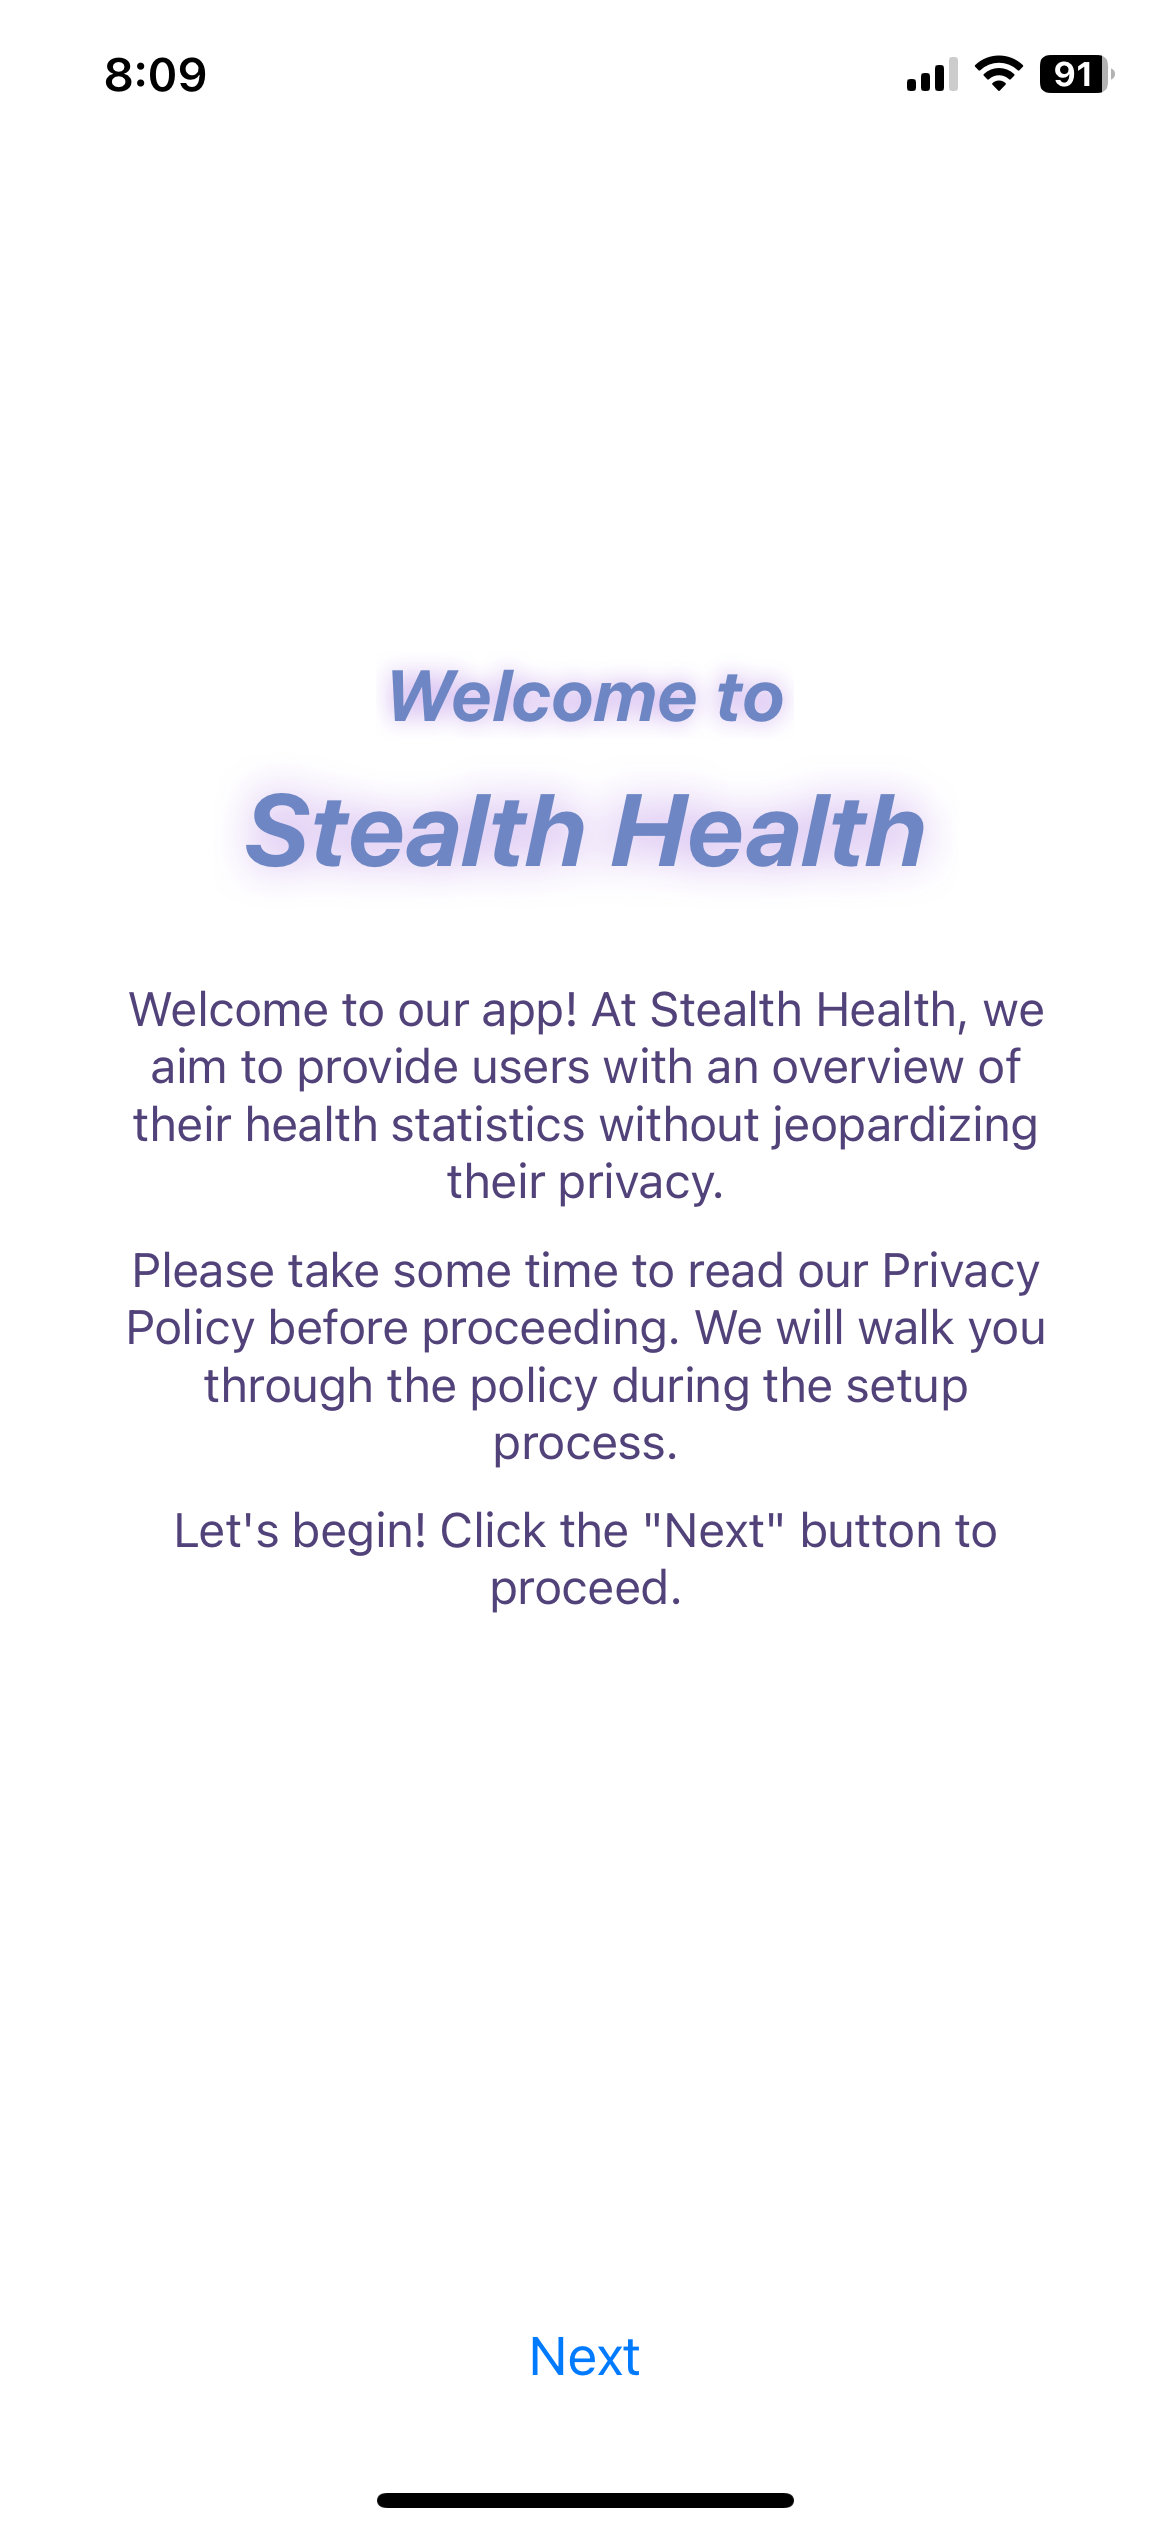 8:09
91
Welcome to
Stealth Health
Welcome to our app! At Stealth Health, we
aim to provide users with an overview of
their health statistics without jeopardizing
their privacy.
Please take some time to read our Privacy
Policy before proceeding. We will walk you
through the policy during the setup
process.
Let's begin! Click the "Next" button to
proceed.
Next